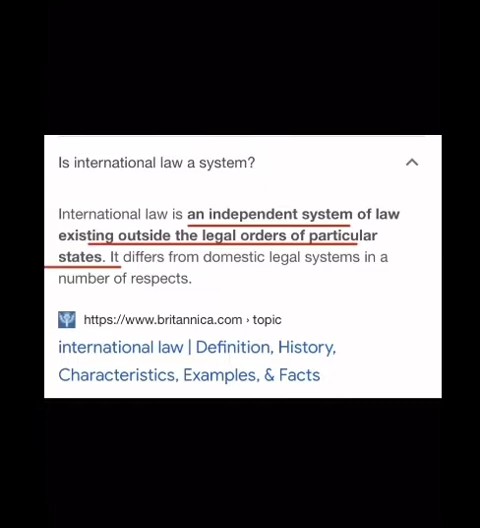 Is international law a system?
International law is an independent system of law
existing outside the legal orders of particular
states. It differs from domestic legal systems in a
number of respects.
https://www.britannica.com › topic
international law | Definition, History,
Characteristics, Examples, & Facts